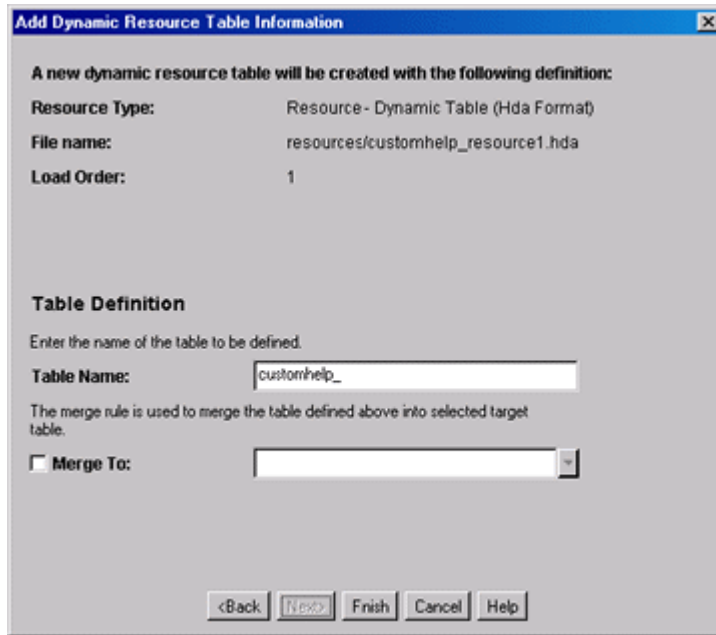 Add Dynamic Resource Table Information
A new dynamic resource table will be created with the following definition:
Resource Type: Resource - Dynamic Table (Hda Format)
File name: resources/customhelp_resource1.hda
Load Order: 1
Table Definition
Enter the name of the table to be defined.
Table Name: customhelp_
The merge rule is used to merge the table defined above into selected target
table.
Merge To:
<Back Next> Fnish Cancel Help